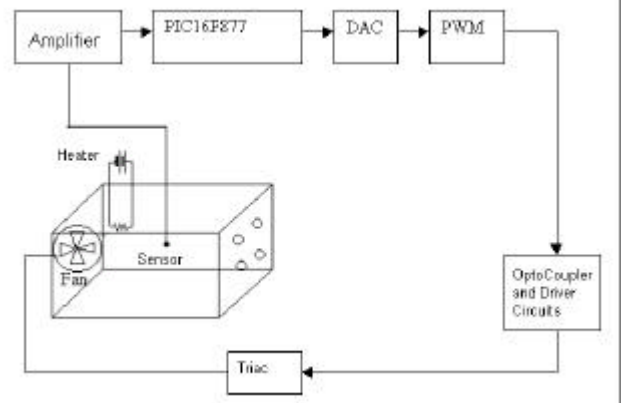 Amplifier
PIC16F877
DAC
PWM
Heater
Sensor
Fan
OptoCoupler
and Driver
Circuits
Triac